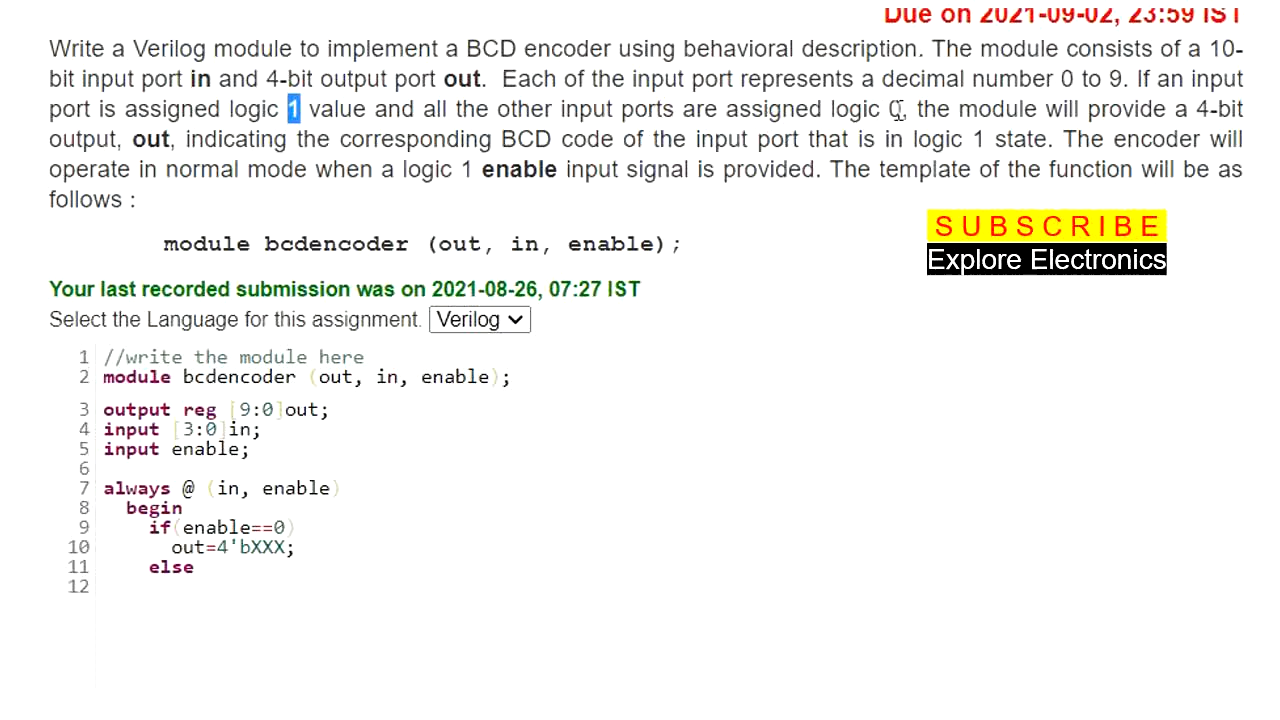 Due on 2021-09-02, 23:59 IST
Write a Verilog module to implement a BCD encoder using behavioral description. The module consists of a 10-
bit input port in and 4-bit output port out. Each of the input port represents a decimal number 0 to 9. If an input
port is assigned logic 1 value and all the other input ports are assigned logic 0, the module will provide a 4-bit
output, out, indicating the corresponding BCD code of the input port that is in logic 1 state. The encoder will
operate in normal mode when a logic 1 enable input signal is provided. The template of the function will be as
follows :
module bcdencoder (out, in, enable);
SUBSCRIBE
Explore Electronics
Your last recorded submission was on 2021-08-26, 07:27 IST
Select the Language for this assignment. Verilog
1 //write the module here
2 module bcdencoder (out, in, enable);
3 output reg [9:0]out;
4 input [3:0]in;
5 input enable;
6
7 always @ (in, enable)
8 begin
9 if(enable==0)
10 out=4'bXXX;
11 else
12